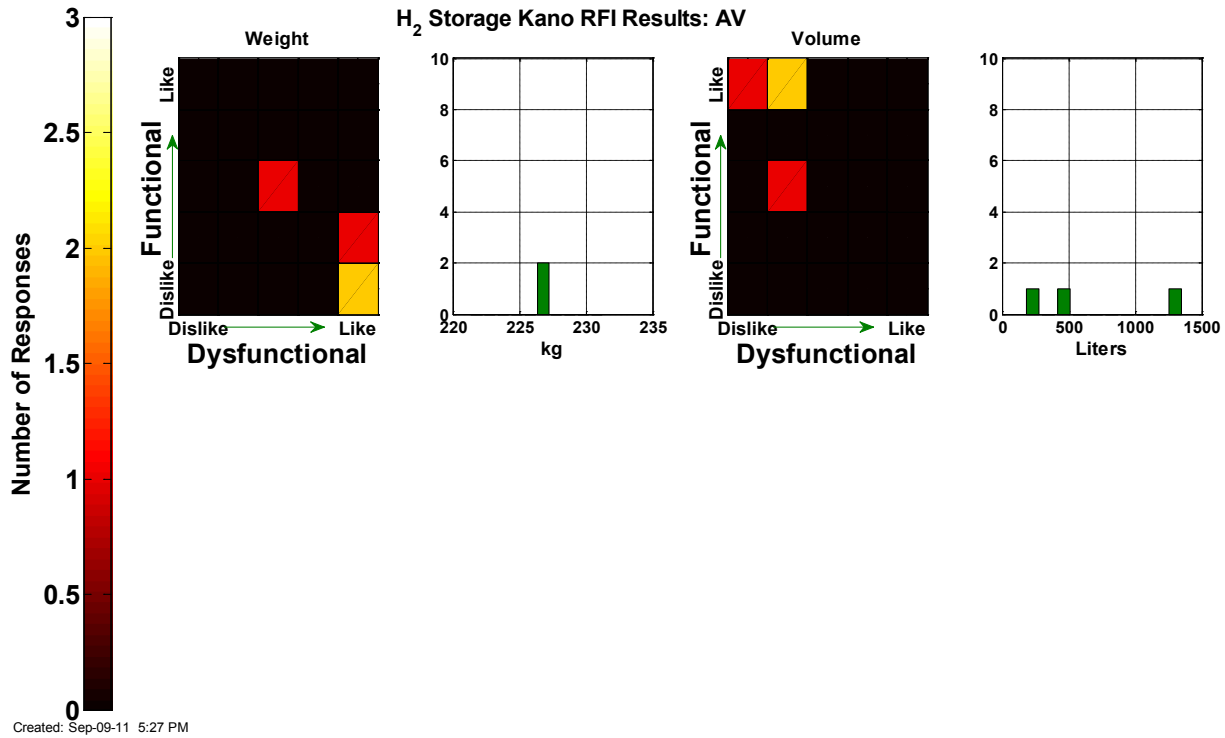 H2 Storage Kano RFI Results: AV
Number of Responses
3
2.5
2
1.5
1
0.5
0
Weight
Functional
Like
Dislike
Dislike
Like
Dysfunctional
10
8
6
4
2
0
220
225
230
235
kg
Volume
Functional
Like
Dislike
Dislike
Like
Dysfunctional
10
8
6
4
2
0
0
500
1000
1500
Liters
Created: Sep-09-11 5:27 PM